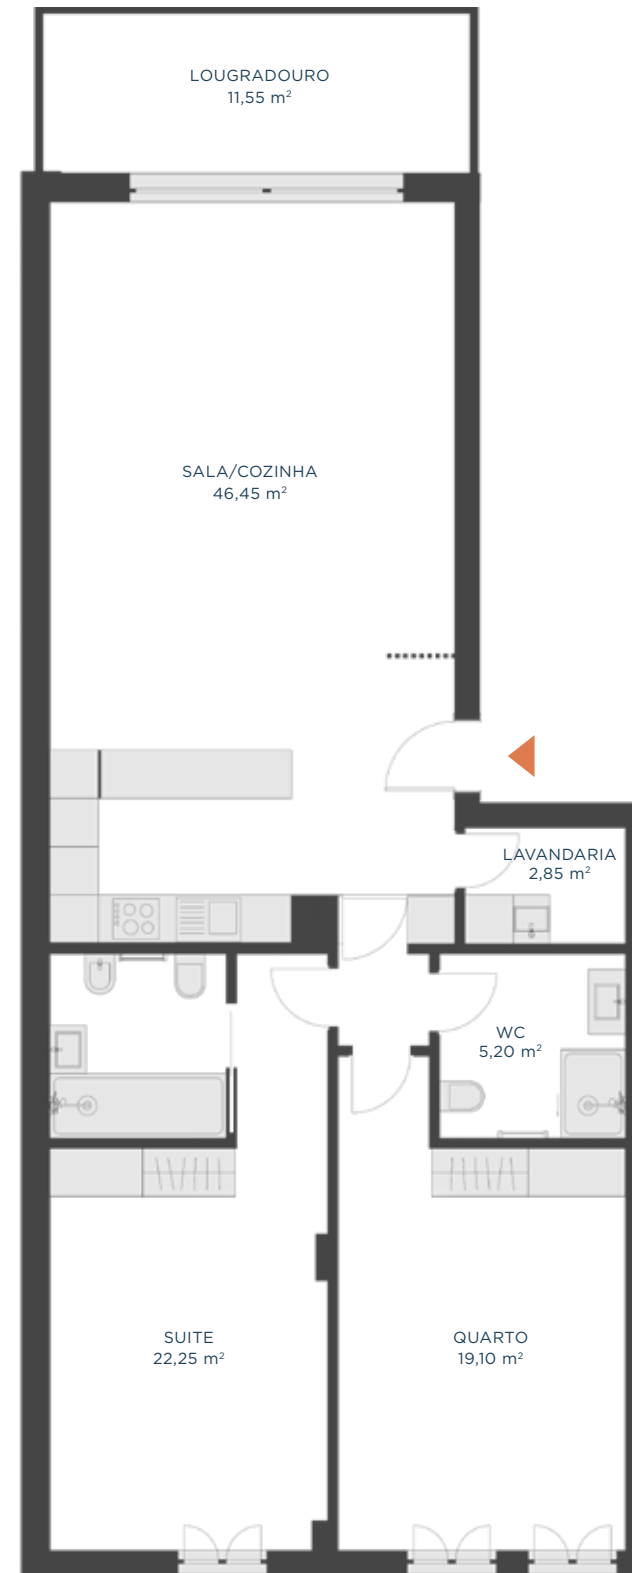 LOUGRADOURO
11,55 m²
SALA/COZINHA
46,45 m²
LAVANDARIA
2,85 m²
WC
5,20 m²
SUITE
22,25 m²
QUARTO
19,10 m²